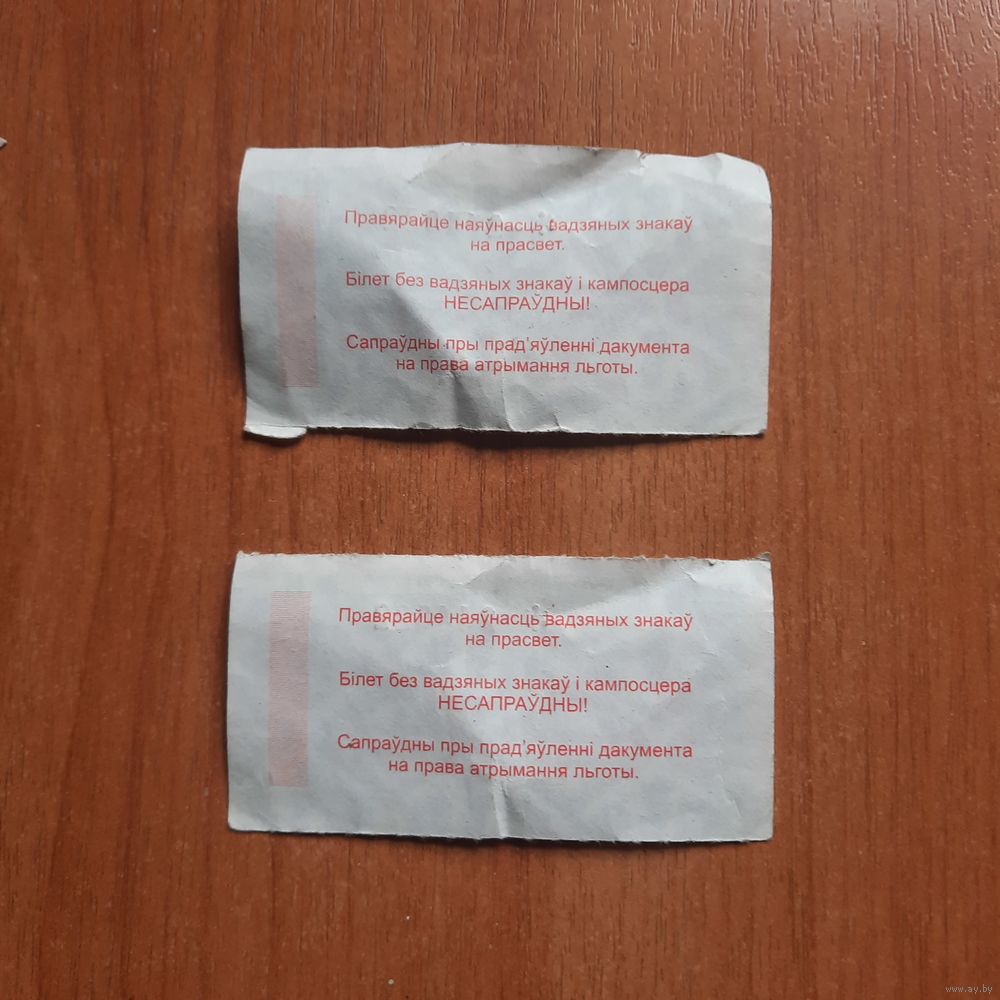 Правярайце наяўнасць вадзяных знакаў
на прасвет.
Білет без вадзяных знакаў і кампосцера
НЕСАПРАЎДНЫ!
Сапраўдны пры прад'яўленні дакумента
на права атрымання льготы.
Правярайце наяўнасць вадзяных знакаў
на прасвет.
Білет без вадзяных знакаў і кампосцера
НЕСАПРАЎДНЫ!
Сапраўдны пры прад'яўленні дакумента
на права атрымання льготы.
www.ay.by